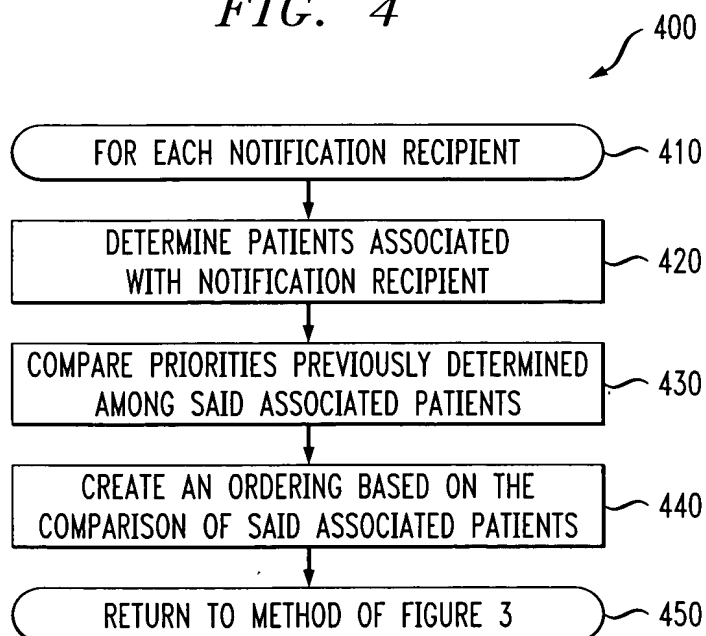 FIG. 4
400
FOR EACH NOTIFICATION RECIPIENT
410
DETERMINE PATIENTS ASSOCIATED
WITH NOTIFICATION RECIPIENT
420
COMPARE PRIORITIES PREVIOUSLY DETERMINED
AMONG SAID ASSOCIATED PATIENTS
430
CREATE AN ORDERING BASED ON THE
COMPARISON OF SAID ASSOCIATED PATIENTS
440
RETURN TO METHOD OF FIGURE 3
450